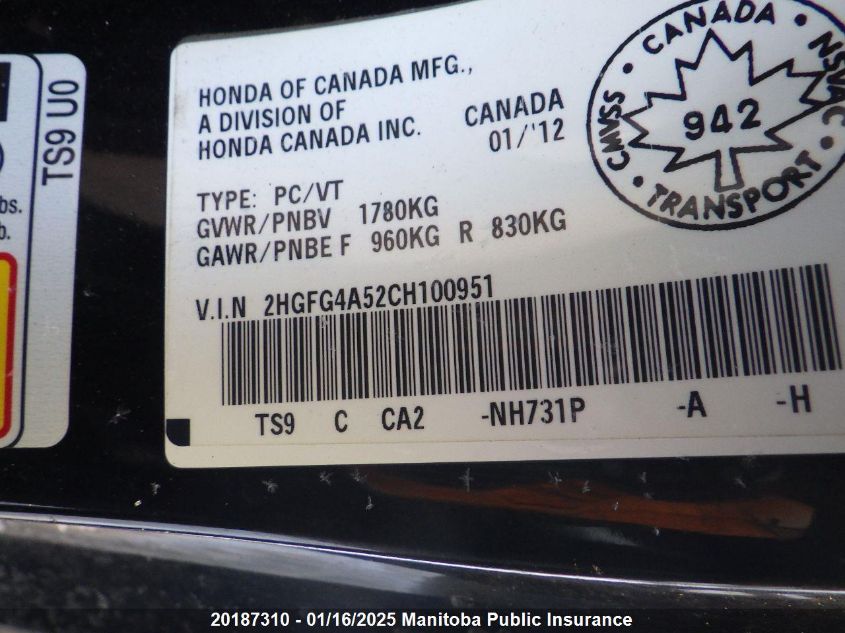 TS9 U0
bs.
b.
HONDA OF CANADA MFG.,
A DIVISION OF
HONDA CANADA INC.
CANADA
01/'12
TYPE: PC/VT
GVWR/PNBV 1780KG
GAWR/PNBE F 960KG R 830KG
V.I.N 2HGFG4A52CH100951
TS9 C CA2 -NH731P -A -H
CANADA
NSVAC
TRANSPORT
CMVSS
942
20187310 - 01/16/2025 Manitoba Public Insurance